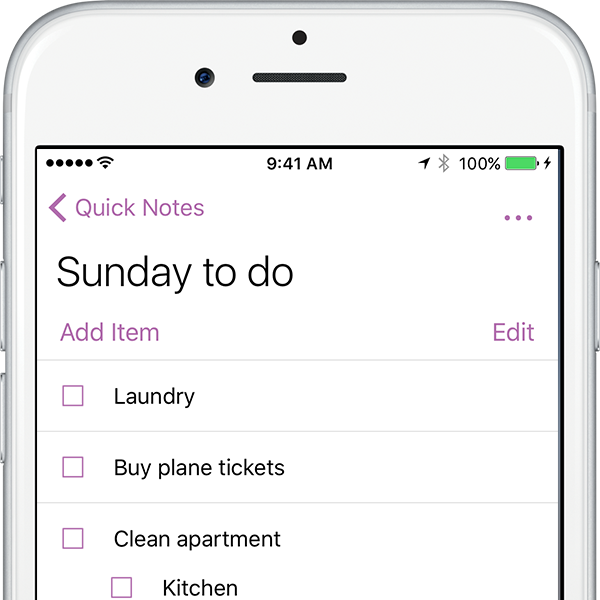 9:41 AM 100%
Quick Notes
Sunday to do
Add Item Edit
Laundry
Buy plane tickets
Clean apartment
Kitchen